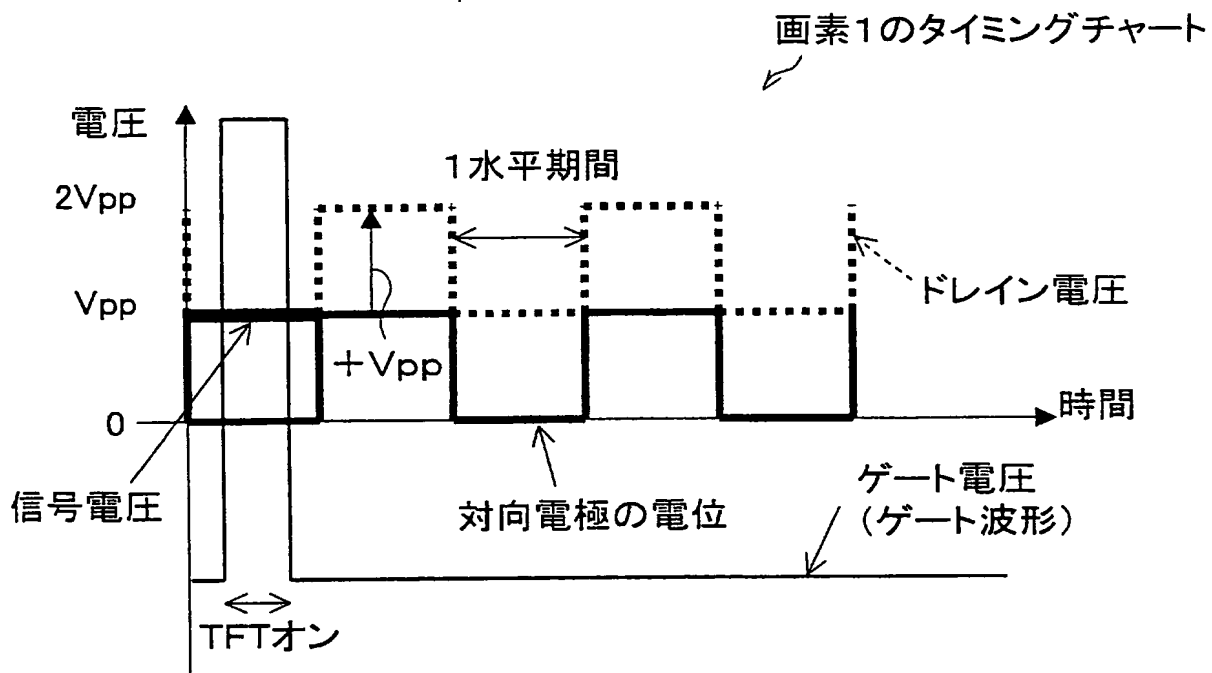 画素1のタイミングチャート
電圧
1水平期間
2Vpp
Vpp
ドレイン電圧
+Vpp
0
時間
信号電圧
対向電極の電位
ゲート電圧
(ゲート波形)
TFTオン